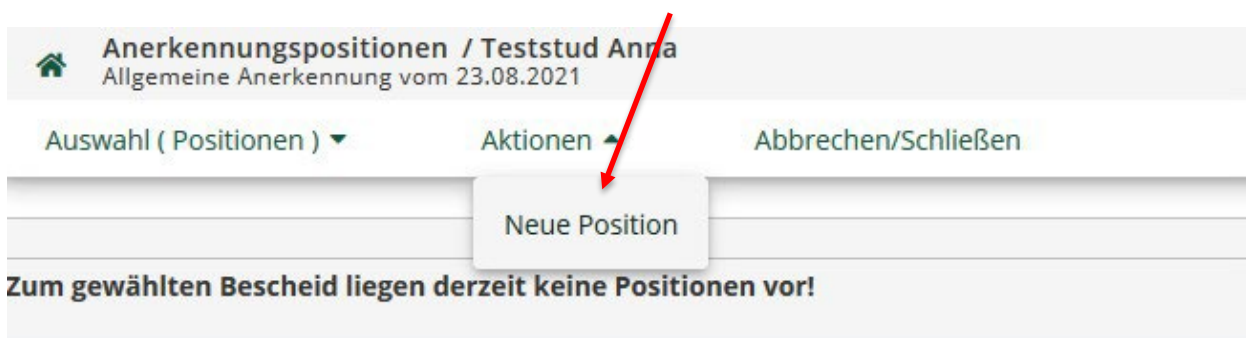 Anerkennungspositionen / Teststud Anna
Allgemeine Anerkennung vom 23.08.2021
Auswahl ( Positionen ) Aktionen Abbrechen/Schließen
Neue Position
Zum gewählten Bescheid liegen derzeit keine Positionen vor!